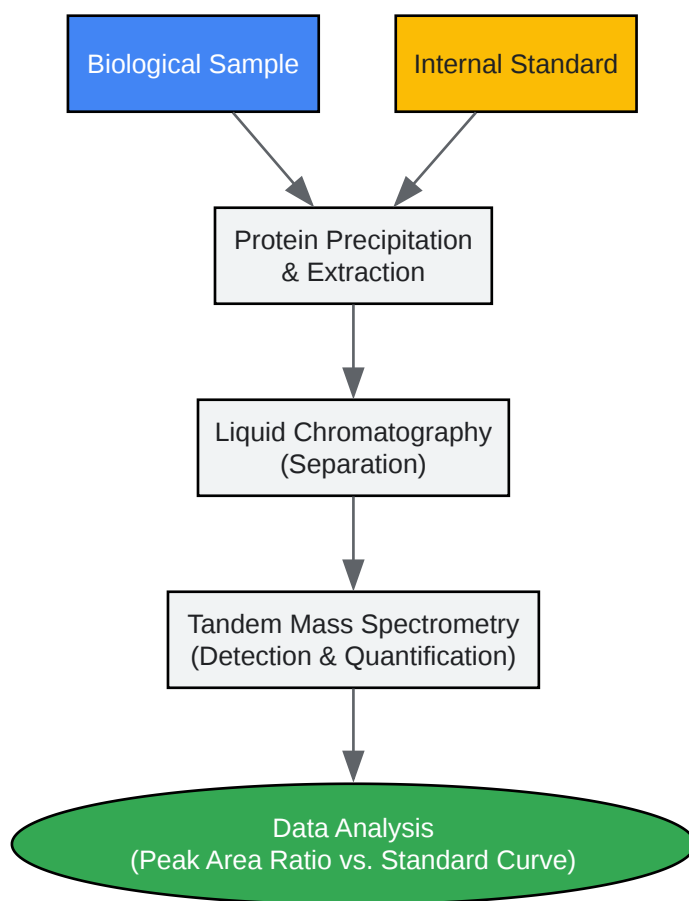 Biological Sample
Internal Standard
Protein Precipitation
& Extraction
Liquid Chromatography
(Separation)
Tandem Mass Spectrometry
(Detection & Quantification)
Data Analysis
(Peak Area Ratio vs. Standard Curve)